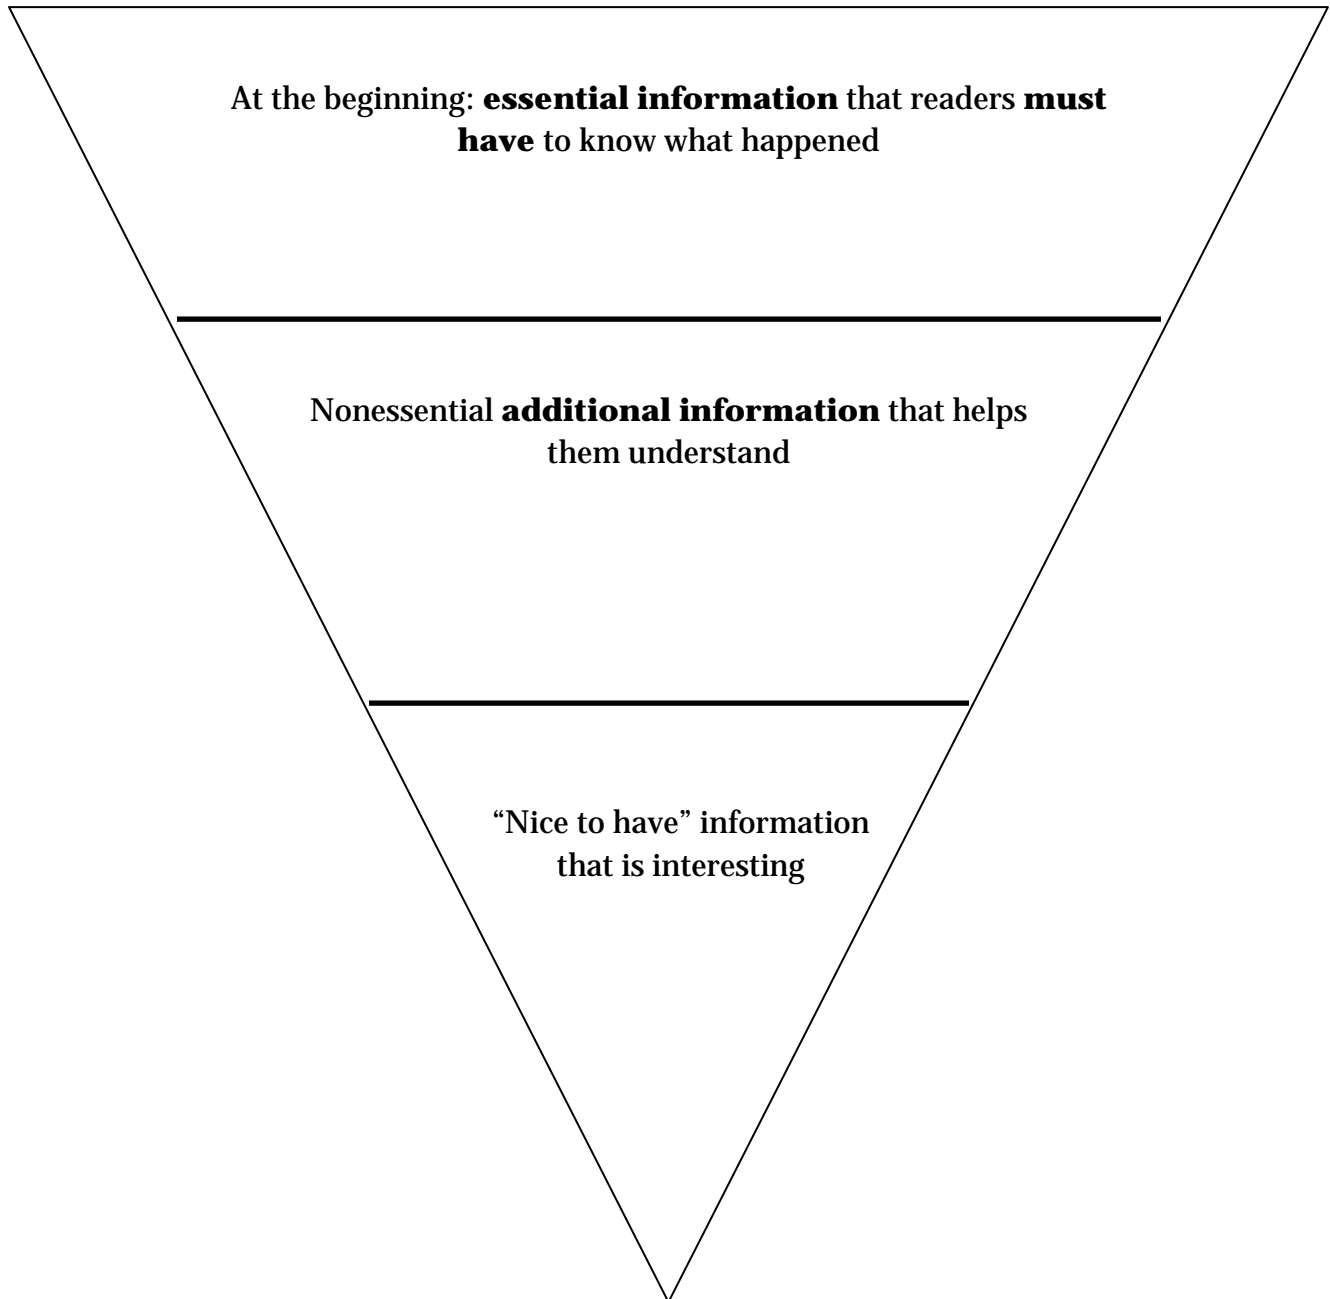 At the beginning: essential information that readers must
have to know what happened
Nonessential additional information that helps
them understand
“Nice to have” information
that is interesting